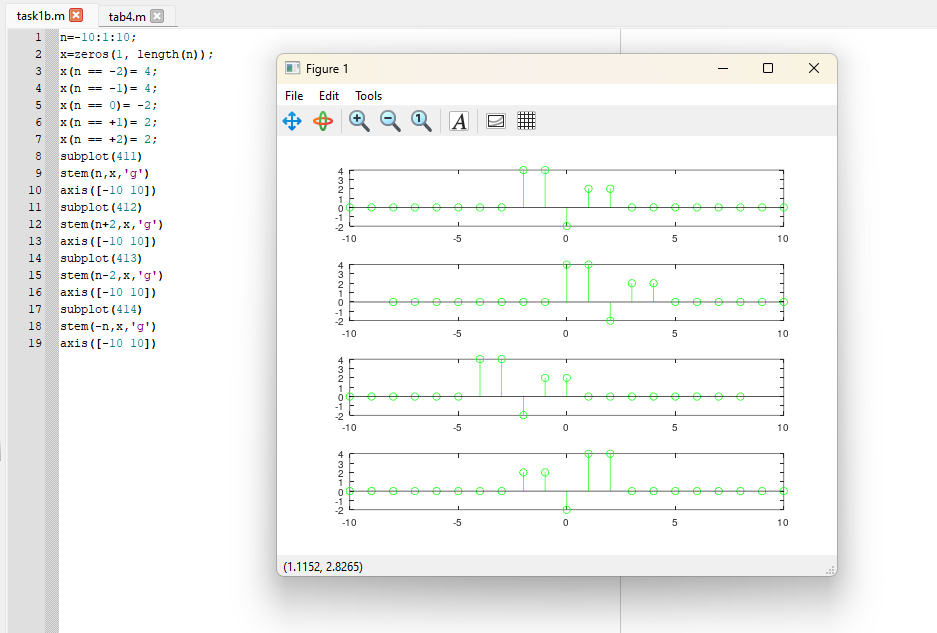 task1b.m tab4.m
1 n=-10:1:10;
2 x=zeros(1, length(n));
3 x(n == -2)= 4;
4 x(n == -1)= 4;
5 x(n == 0)= -2;
6 x(n == +1)= 2;
7 x(n == +2)= 2;
8 subplot(411)
9 stem(n,x,'g')
10 axis([-10 10])
11 subplot(412)
12 stem(n+2,x,'g')
13 axis([-10 10])
14 subplot(413)
15 stem(n-2,x,'g')
16 axis([-10 10])
17 subplot(414)
18 stem(-n,x,'g')
19 axis([-10 10])
Figure 1
File Edit Tools
1 A
4
3
2
1
0
-1
-2
-10 -5 0 5 10
4
3
2
1
0
-1
-2
-10 -5 0 5 10
4
3
2
1
0
-1
-2
-10 -5 0 5 10
4
3
2
1
0
-1
-2
-10 -5 0 5 10
(1.1152, 2.8265)